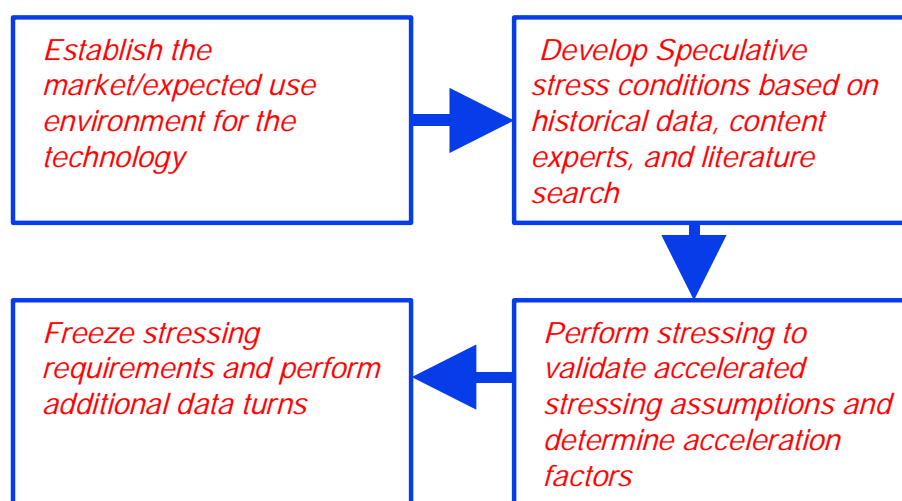 Establish the
market/expected use
environment for the
technology
Develop Speculative
stress conditions based on
historical data, content
experts, and literature
search
Perform stressing to
validate accelerated
stressing assumptions and
determine acceleration
factors
Freeze stressing
requirements and perform
additional data turns